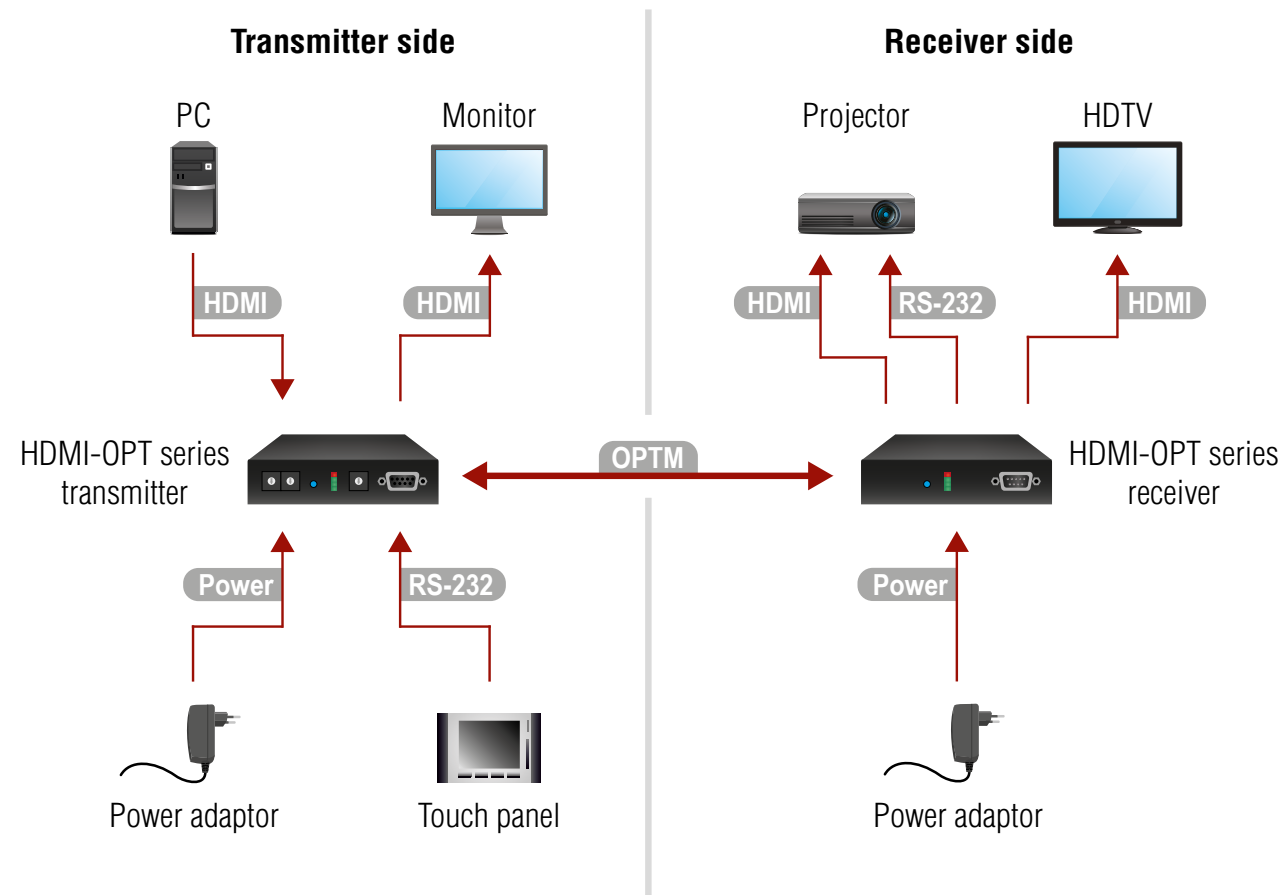 Transmitter side
Receiver side
PC
Monitor
Projector
HDTV
HDMI
HDMI
HDMI
RS-232
HDMI
HDMI-OPT series
transmitter
OPTM
HDMI-OPT series
receiver
Power
RS-232
Power
Power adaptor
Touch panel
Power adaptor